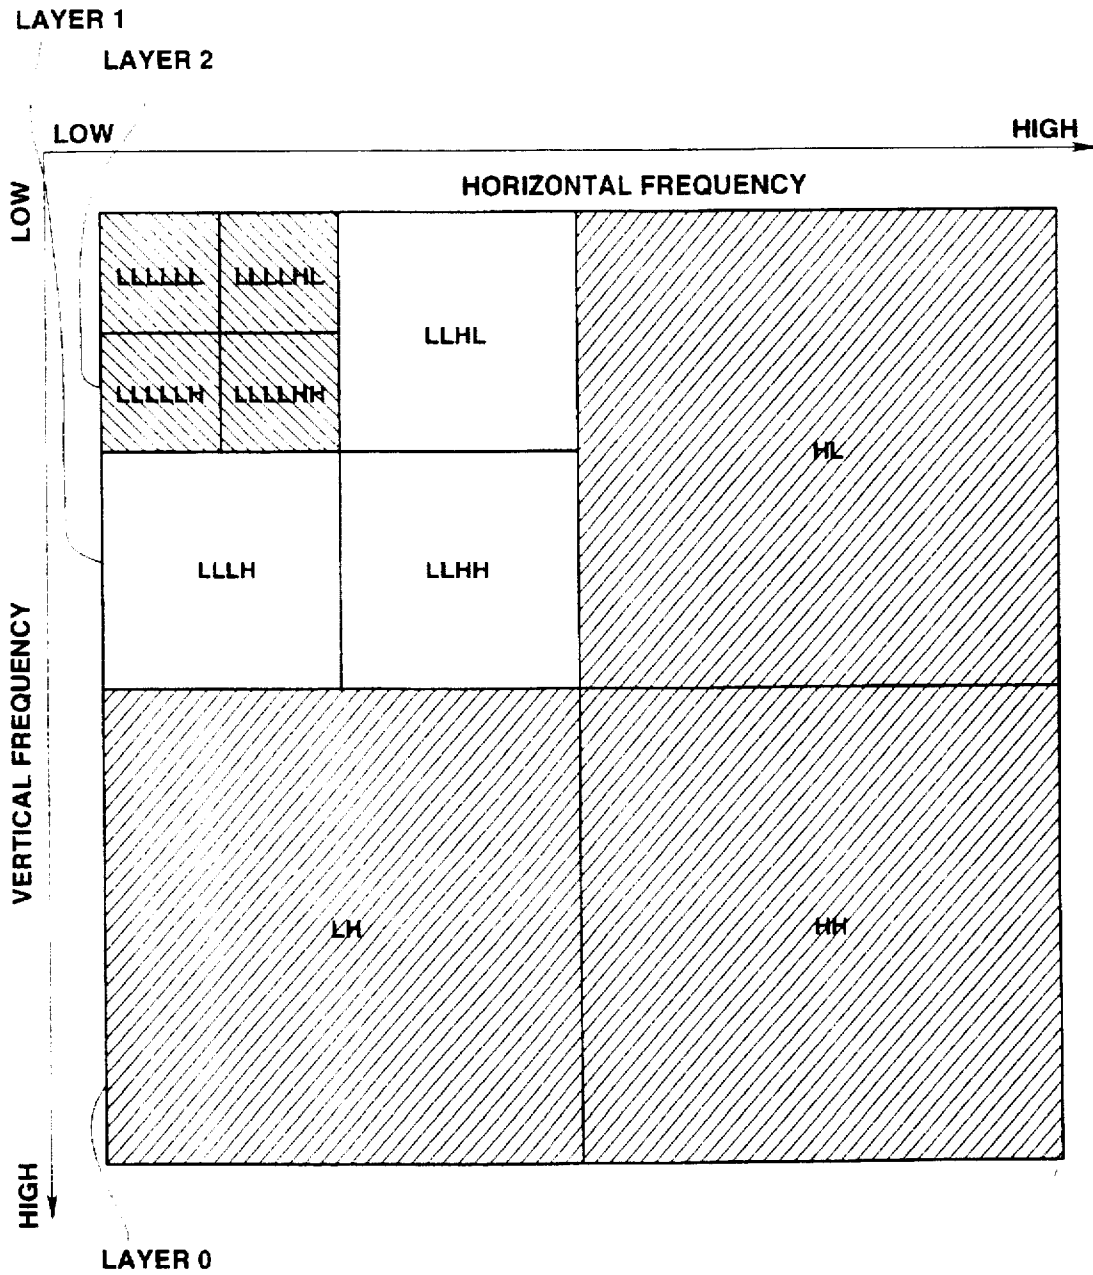 LAYER 1
LAYER 2
LOW
HIGH
HORIZONTAL FREQUENCY
LOW
LLLLLL
LLLLHL
LLHL
LLLLLH
LLLLHH
HL
LLLH
LLHH
VERTICAL FREQUENCY
LH
HH
HIGH
LAYER 0